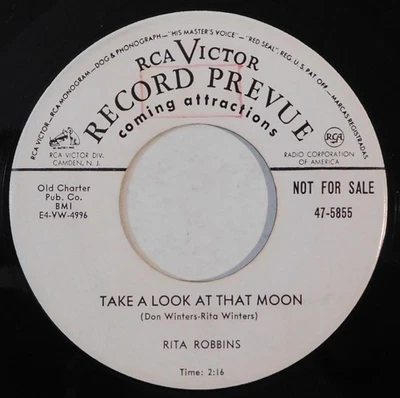 RCA VICTOR—RCA MONOGRAM—DOG & PHONOGRAPH—"HIS MASTER'S VOICE"—"RED SEAL", REG. U.S. PAT. OFF.—MARCAS REGISTRADAS
RCA VICTOR
RECORD PREVUE
coming attractions
RCA VICTOR DIV.
CAMDEN, N. J.
RCA
RADIO CORPORATION
OF AMERICA
Old Charter
Pub. Co.
BMI
E4-VW-4996
NOT FOR SALE
47-5855
TAKE A LOOK AT THAT MOON
(Don Winters-Rita Winters)
RITA ROBBINS
Time: 2:16